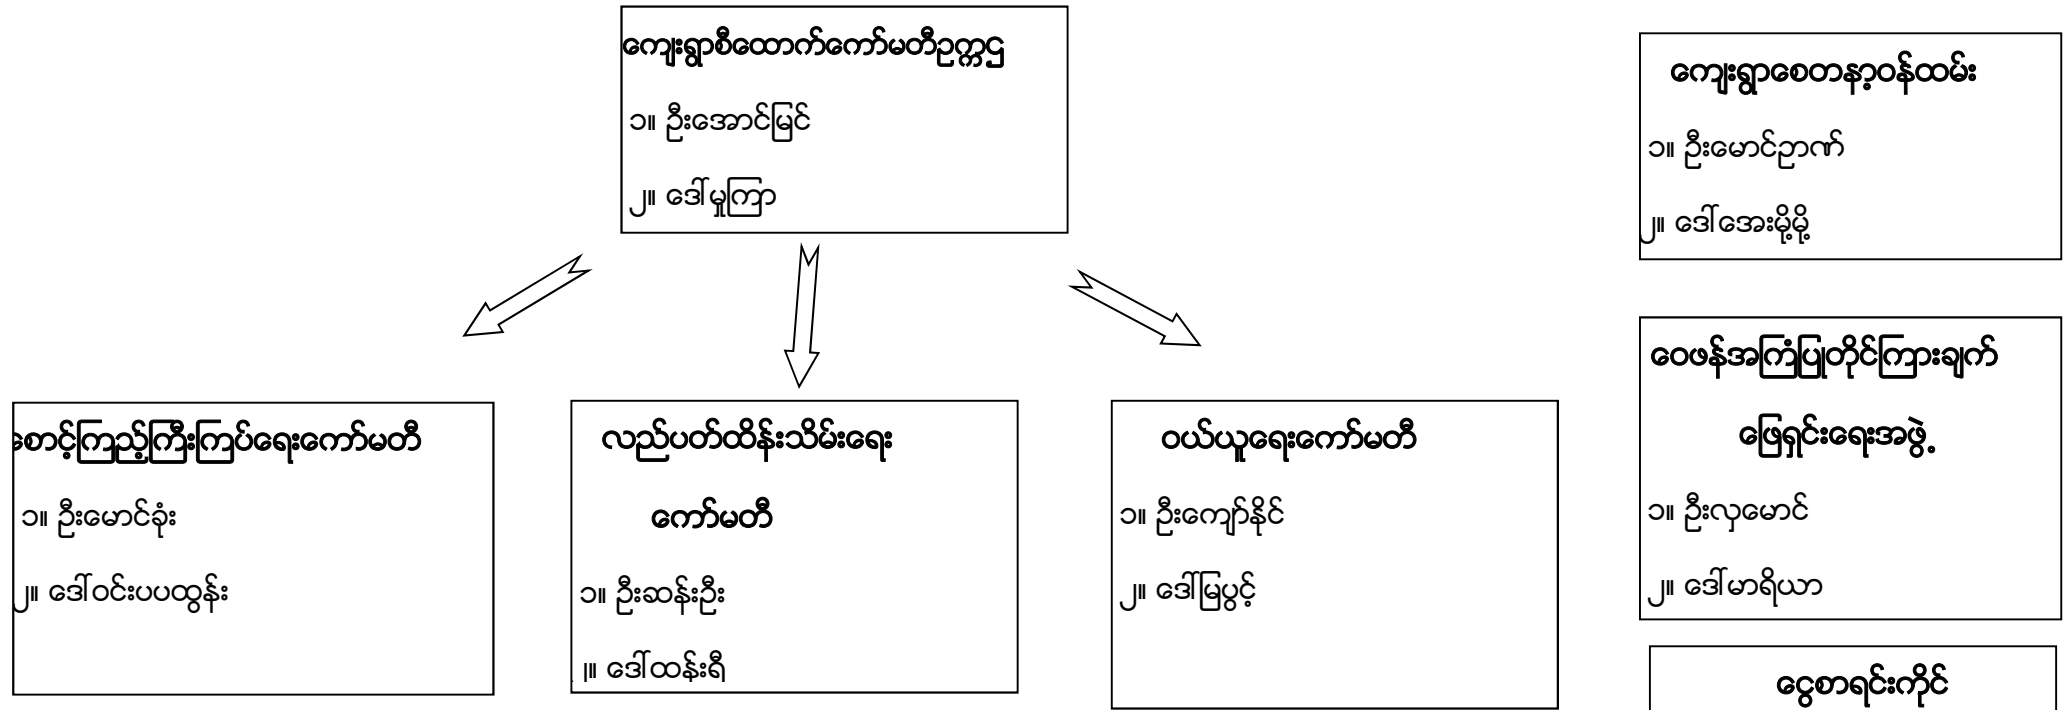 ကျေးရွာစီထောက်ကော်မတီဥက္ကဌ
၁။ ဦးအောင်မြင်
၂။ ဒေါ်မူကြာ
ကျေးရွာစေတနာ့ဝန်ထမ်း
၁။ ဦးမောင်ဉာဏ်
၂။ ဒေါ်အေးမို့မို့
စောင့်ကြည့်ကြီးကြပ်ရေးကော်မတီ
၁။ ဦးမောင်ခုံး
၂။ ဒေါ်ဝင်းပပထွန်း
လည်ပတ်ထိန်းသိမ်းရေး
ကော်မတီ
၁။ ဦးဆန်းဦး
၂။ ဒေါ်ထန်းရီ
ဝယ်ယူရေးကော်မတီ
၁။ ဦးကျော်နိုင်
၂။ ဒေါ်မြပွင့်
ဝေဖန်အကြံပြုတိုင်ကြားချက်
ဖြေရှင်းရေးအဖွဲ့
၁။ ဦးလှမောင်
၂။ ဒေါ်မာရိယာ
ငွေစာရင်းကိုင်